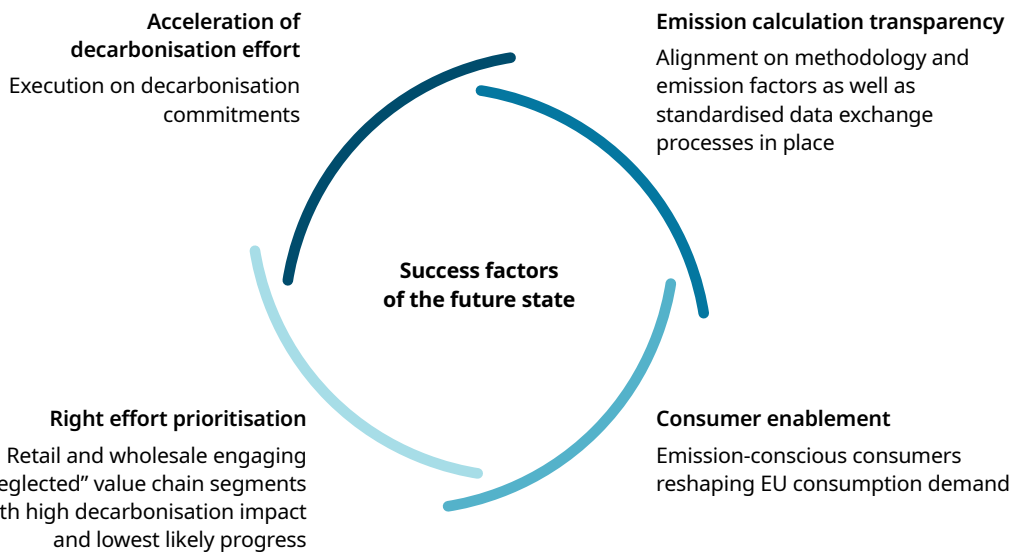 Acceleration of
decarbonisation effort
Execution on decarbonisation
commitments
Emission calculation transparency
Alignment on methodology and
emission factors as well as
standardised data exchange
processes in place
Success factors
of the future state
Right effort prioritisation
Retail and wholesale engaging
value chain segments
high decarbonisation impact
and lowest likely progress
Consumer enablement
Emission-conscious consumers
reshaping EU consumption demand